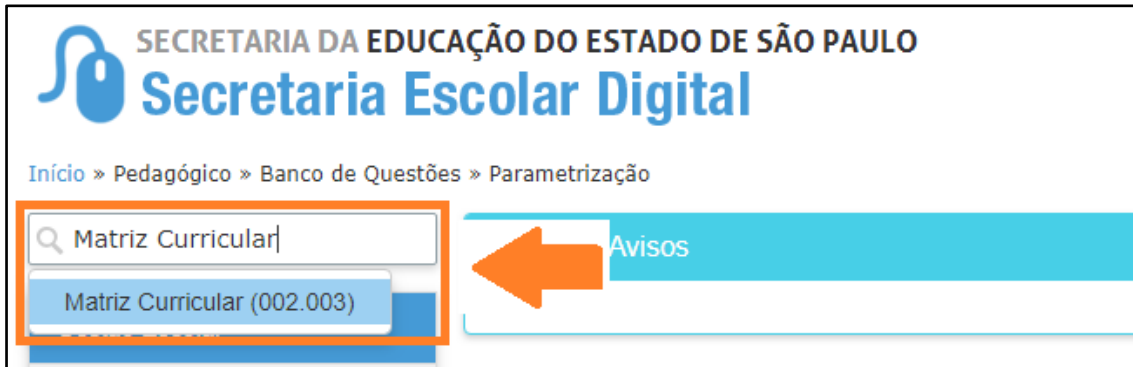 SECRETARIA DA EDUCAÇÃO DO ESTADO DE SÃO PAULO
Secretaria Escolar Digital
Início » Pedagógico » Banco de Questões » Parametrização
Matriz Curricular
Avisos
Matriz Curricular (002.003)